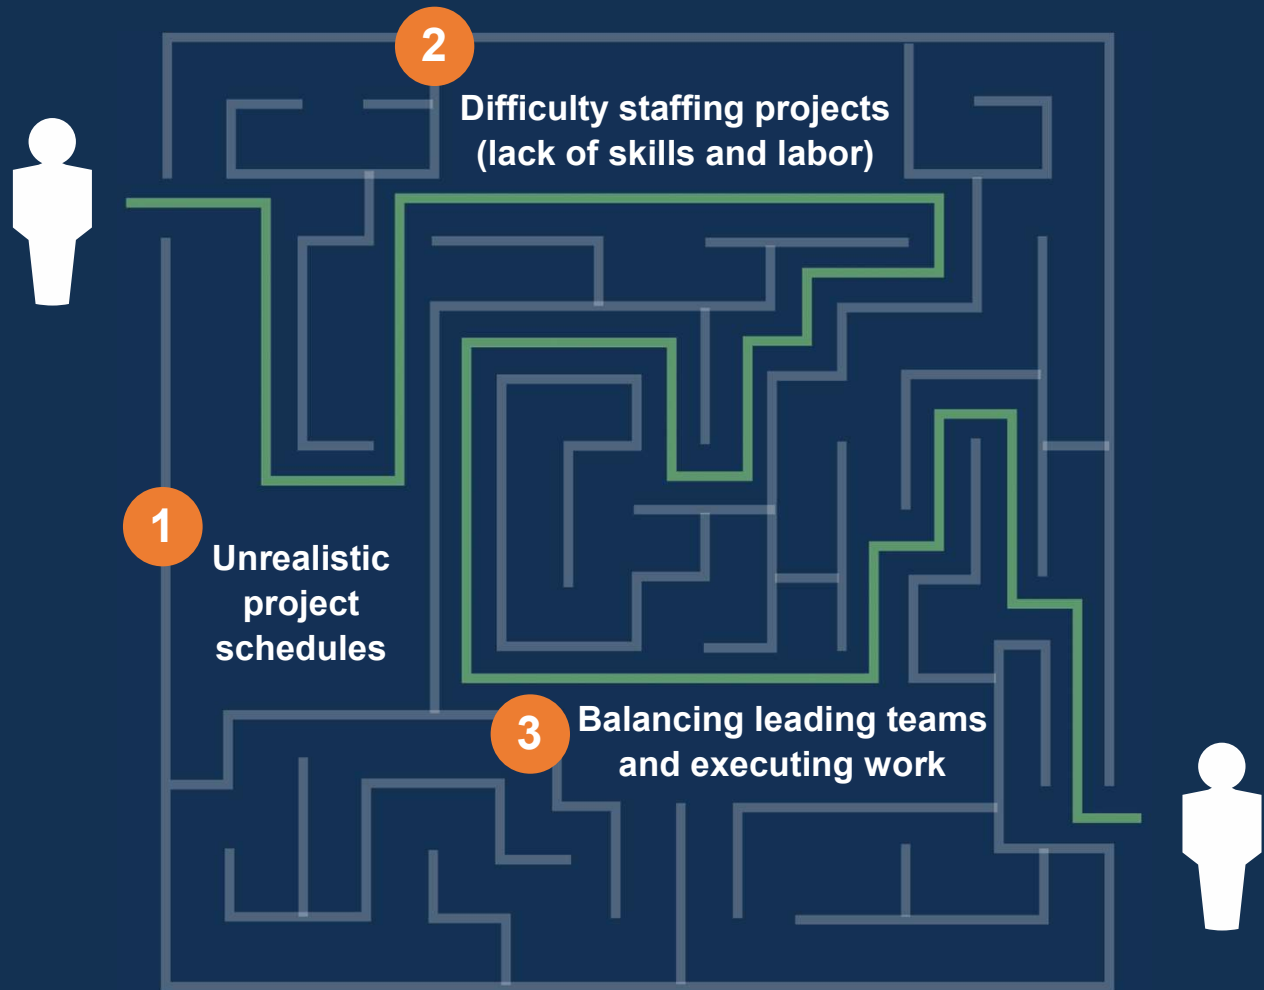 1
Unrealistic
project
schedules
2
Difficulty staffing projects
(lack of skills and labor)
3
Balancing leading teams
and executing work